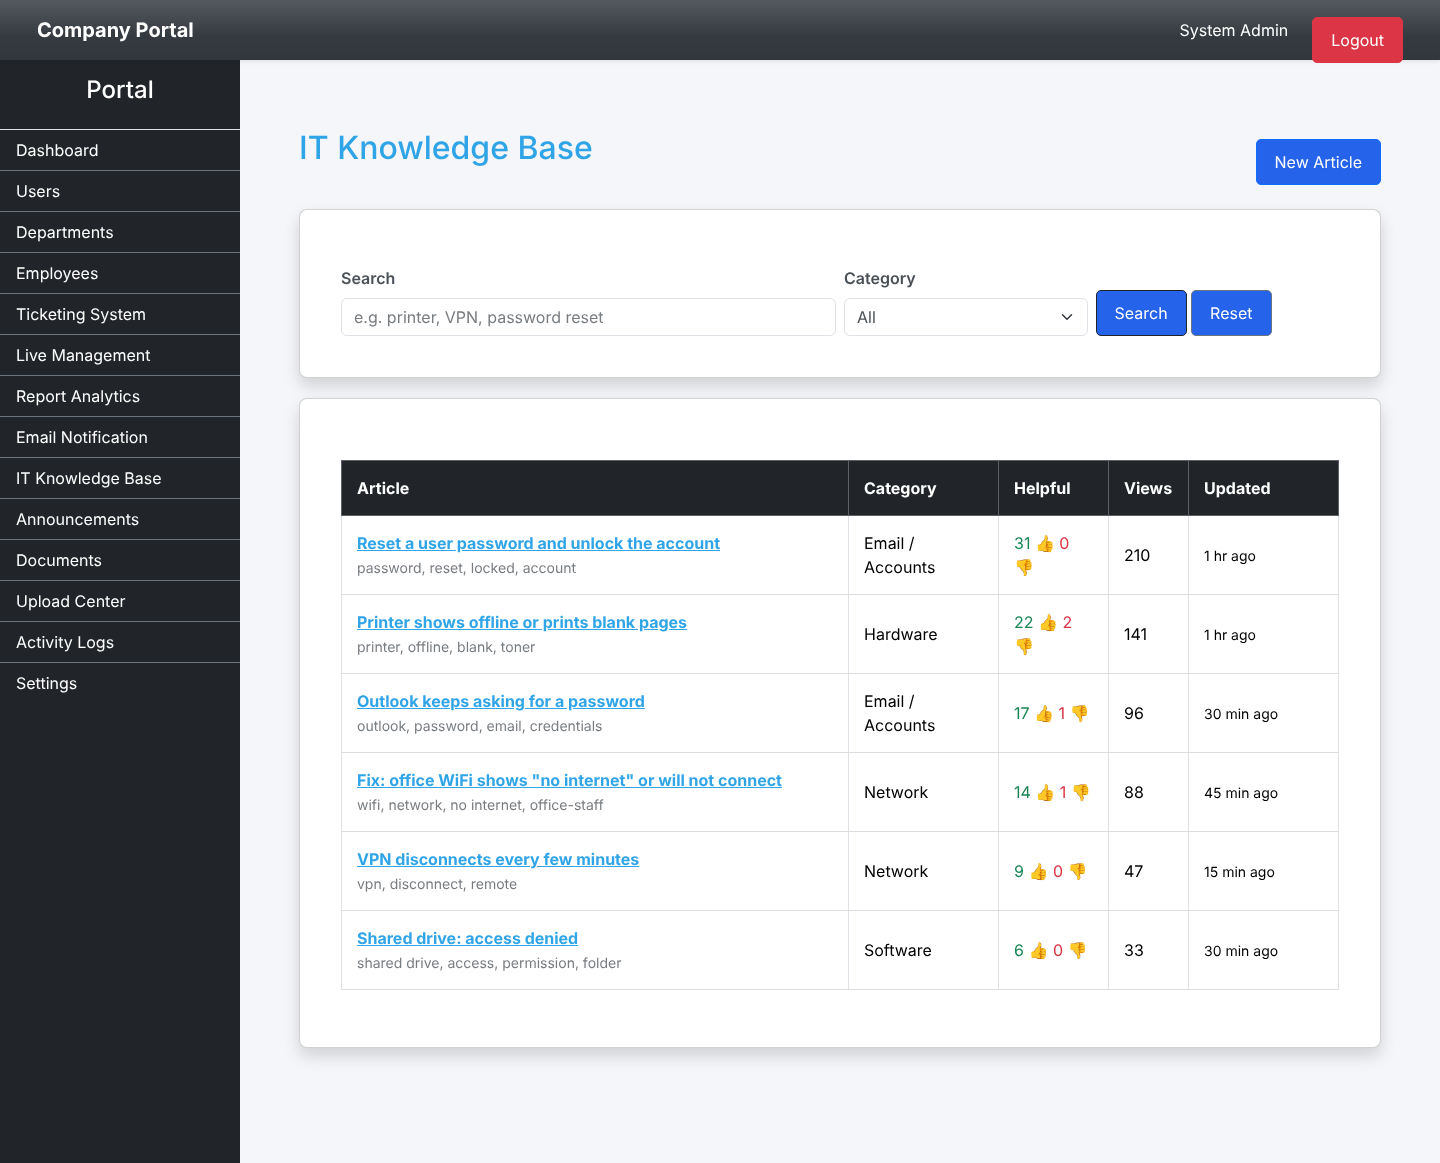 Company Portal
System Admin
Logout
Portal
Dashboard
Users
Departments
Employees
Ticketing System
Live Management
Report Analytics
Email Notification
IT Knowledge Base
Announcements
Documents
Upload Center
Activity Logs
Settings
IT Knowledge Base
New Article
Search
Category
e.g. printer, VPN, password reset
All
Search
Reset
Article
Category
Helpful
Views
Updated
Reset a user password and unlock the account
password, reset, locked, account
Email /
Accounts
31 👍 0
👎
210
1 hr ago
Printer shows offline or prints blank pages
printer, offline, blank, toner
Hardware
22 👍 2
👎
141
1 hr ago
Outlook keeps asking for a password
outlook, password, email, credentials
Email /
Accounts
17 👍 1 👎
96
30 min ago
Fix: office WiFi shows "no internet" or will not connect
wifi, network, no internet, office-staff
Network
14 👍 1 👎
88
45 min ago
VPN disconnects every few minutes
vpn, disconnect, remote
Network
9 👍 0 👎
47
15 min ago
Shared drive: access denied
shared drive, access, permission, folder
Software
6 👍 0 👎
33
30 min ago